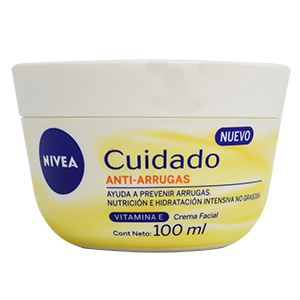 NUEVO
NIVEA
Cuidado
ANTI-ARRUGAS
AYUDA A PREVENIR ARRUGAS.
NUTRICIÓN E HIDRATACIÓN INTENSIVA NO GRASOSA
VITAMINA E Crema Facial
Cont Neto: 100 ml